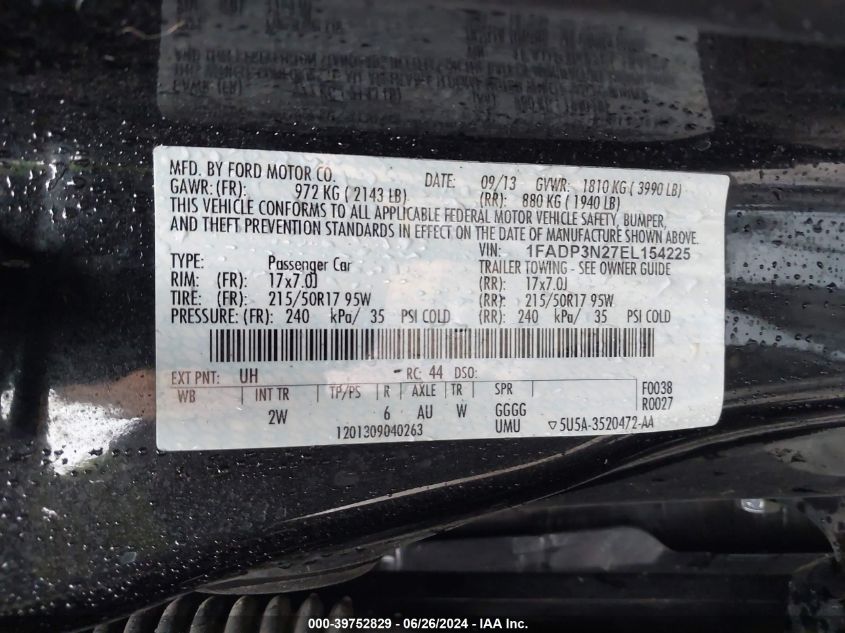 MFD. BY FORD MOTOR CO. DATE: 09/13 GVWR: 1810 KG ( 3990 LB)
GAWR: (FR): 972 KG ( 2143 LB) (RR): 880 KG ( 1940 LB)
THIS VEHICLE CONFORMS TO ALL APPLICABLE FEDERAL MOTOR VEHICLE SAFETY, BUMPER,
AND THEFT PREVENTION STANDARDS IN EFFECT ON THE DATE OF MANUFACTURE SHOWN ABOVE.
VIN: 1FADP3N27EL154225
TYPE: Passenger Car TRAILER TOWING - SEE OWNER GUIDE
RIM: (FR): 17x7.0J (RR): 17x7.0J
TIRE: (FR): 215/50R17 95W (RR): 215/50R17 95W
PRESSURE: (FR): 240 kPa/ 35 PSI COLD (RR): 240 kPa/ 35 PSI COLD
EXT PNT: UH RC: 44 DSO:
WB INT TR TP/PS R AXLE TR SPR F0038
2W 6 AU W GGGG R0027
1201309040263 UMU ▽5U5A-3520472-AA
000-39752829 - 06/26/2024 - IAA Inc.